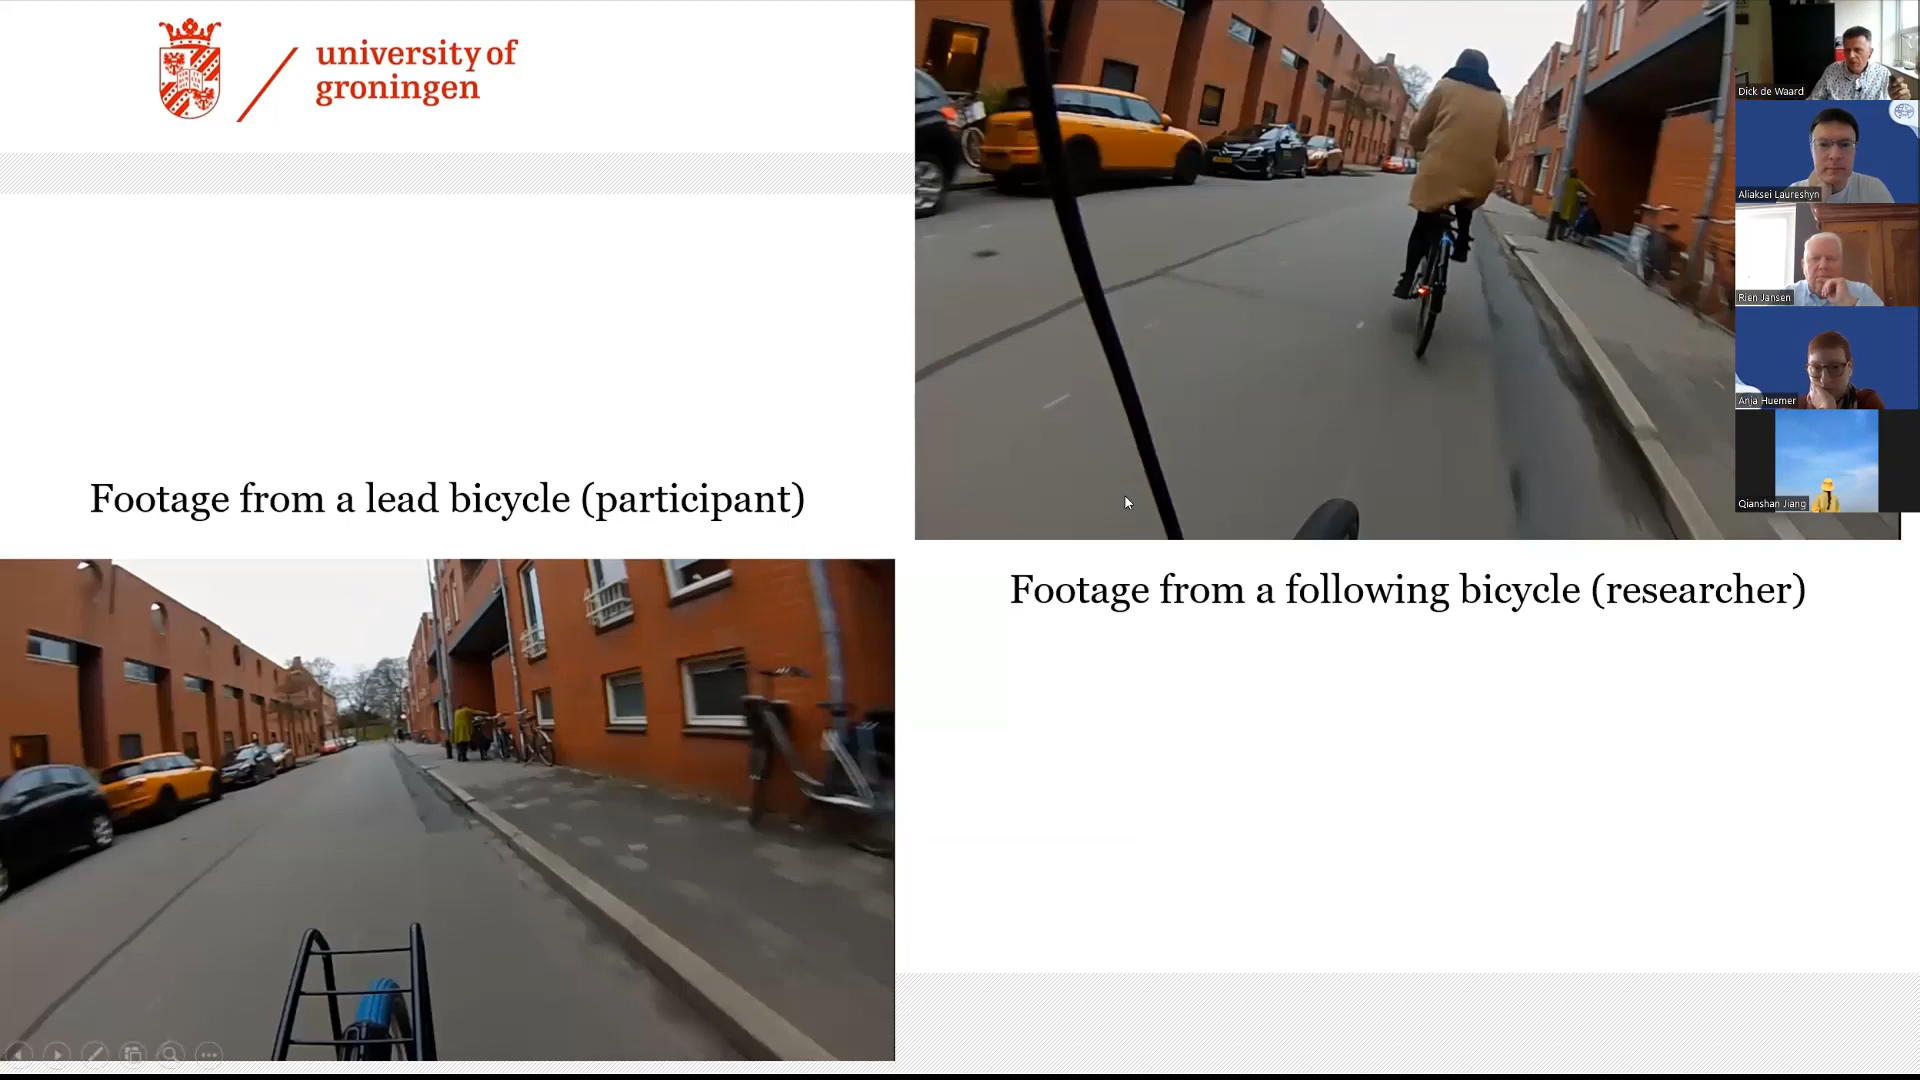 university of
groningen
Footage from a lead bicycle (participant)
Footage from a following bicycle (researcher)
Dick de Waard
Aliaksei Laureshyn
Rien Jansen
Anja Huemer
Qianshan Jiang